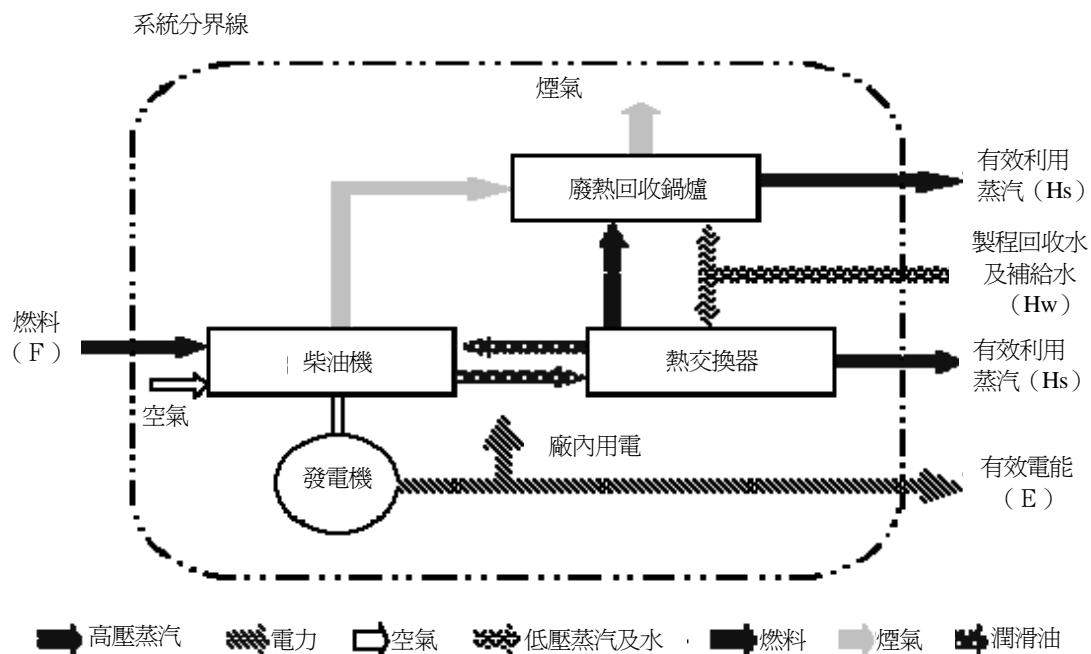 系統分界線
煙氣
廢熱回收鍋爐
有效利用
蒸汽（Hs）
製程回收水
及補給水
（Hw）
燃料
（F）
柴油機
熱交換器
有效利用
蒸汽（Hs）
空氣
廠內用電
發電機
有效電能
（E）
高壓蒸汽 電力 空氣 低壓蒸汽及水 燃料 煙氣 潤滑油